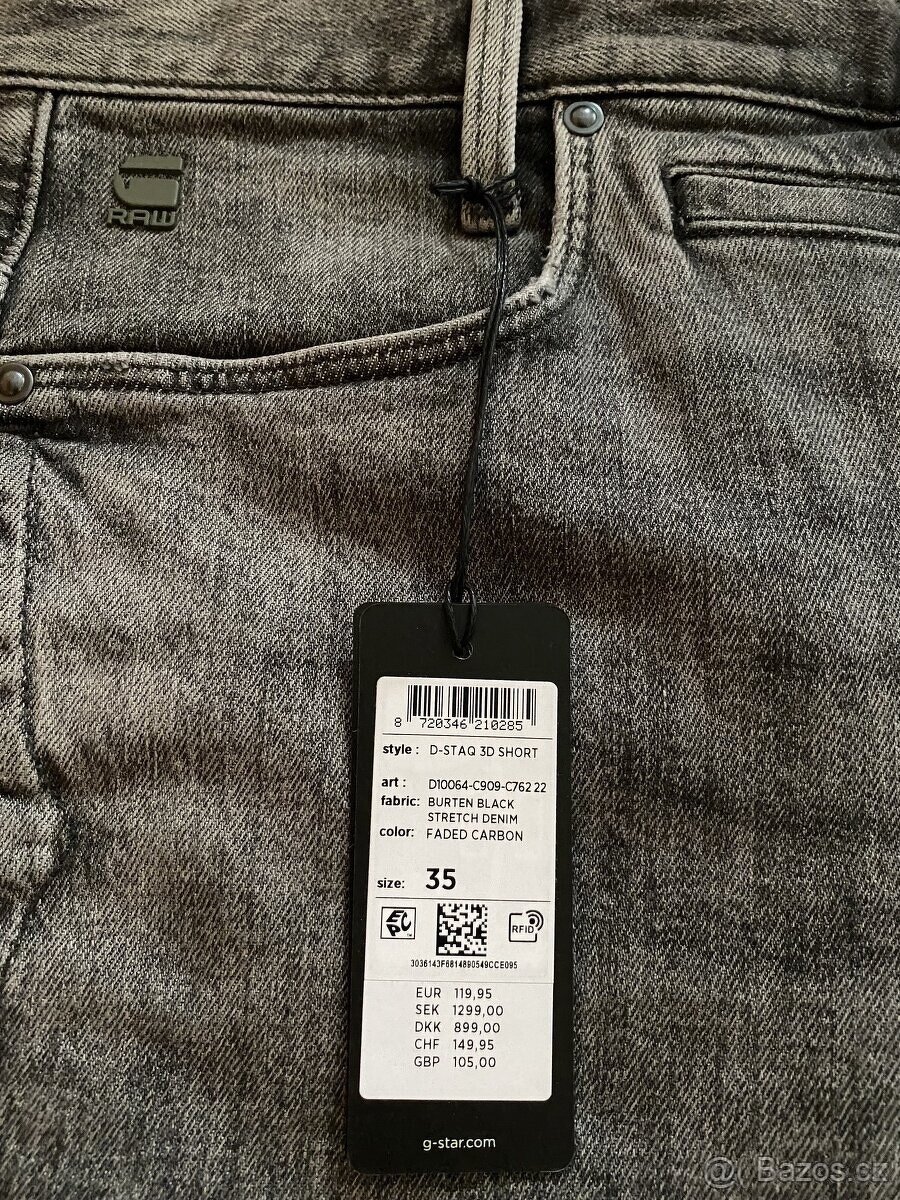 RAW
8 720346 210285
style : D-STAQ 3D SHORT
art : D10064-C909-C762 22
fabric: BURTEN BLACK
STRETCH DENIM
color: FADED CARBON
size: 35
EPC
RFID
3036143F6814890549CCE095
EUR 119,95
SEK 1299,00
DKK 899,00
CHF 149,95
GBP 105,00
g-star.com
@ Bazos.cz